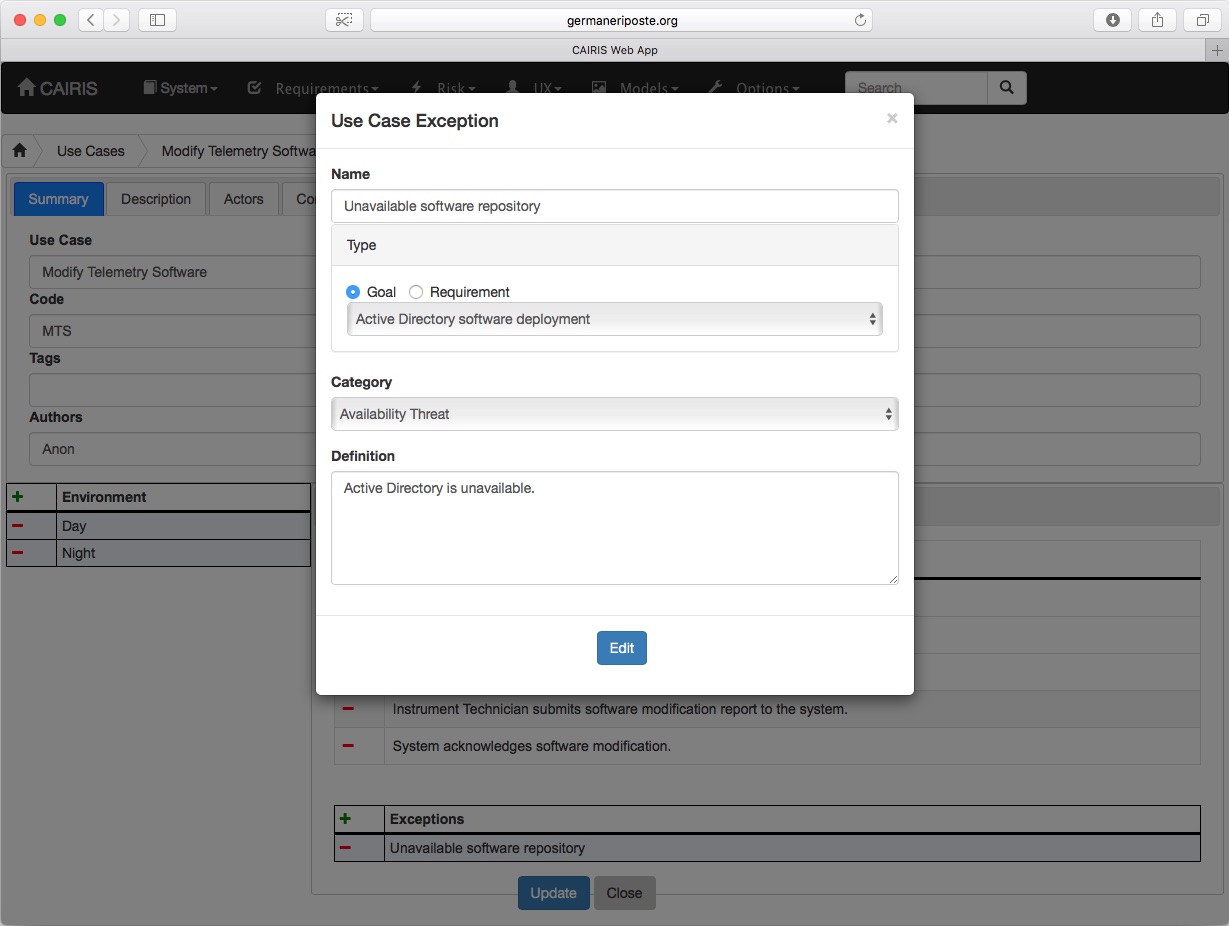 germaneriposte.org
CAIRIS Web App
CAIRIS System Requirements Risk UX Models Options Search
Use Case Exception ×
Use Cases Modify Telemetry Softwa
Name
Unavailable software repository
Summary Description Actors Co
Type
Use Case
Modify Telemetry Software
Goal Requirement
Code
Active Directory software deployment
MTS
Tags
Category
Availability Threat
Authors
Anon
Definition
Active Directory is unavailable.
Environment
Day
Night
Edit
Instrument Technician submits software modification report to the system.
System acknowledges software modification.
Exceptions
Unavailable software repository
Update Close